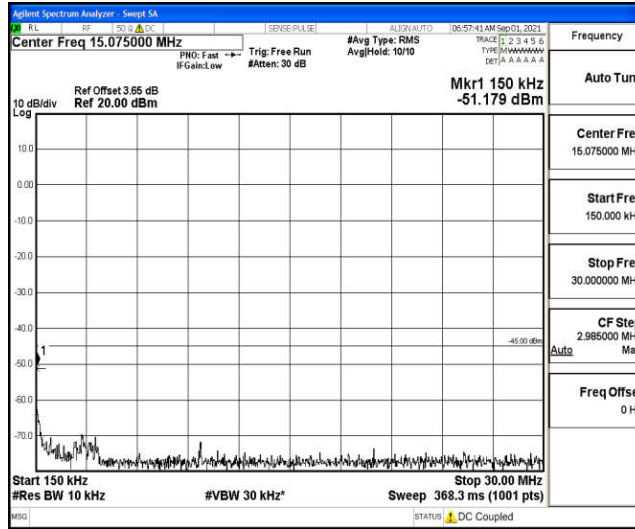 Agilent Spectrum Analyzer - Swept SA
RL RF 50 Ω DC SENSE:PULSE ALIGN AUTO 06:57:41 AM Sep 01, 2021
Center Freq 15.075000 MHz
PNO: Fast Trig: Free Run #Avg Type: RMS TRACE 1 2 3 4 5 6
IFGain:Low #Atten: 30 dB Avg|Hold: 10/10 TYPE M WWWWW
DET A A A A A A
Mkr1 150 kHz
-51.179 dBm
Ref Offset 3.65 dB
10 dB/div Ref 20.00 dBm
Log
10.0
0.00
-10.0
-20.0
-30.0
-40.0
-45.00 dBm
1
-50.0
-60.0
-70.0
Start 150 kHz Stop 30.00 MHz
#Res BW 10 kHz #VBW 30 kHz* Sweep 368.3 ms (1001 pts)
MSG STATUS DC Coupled
Frequency
Auto Tun
Center Fre
15.075000 MH
Start Fre
150.000 kH
Stop Fre
30.000000 MH
CF Ste
2.985000 MH
Auto Ma
Freq Offse
0 H